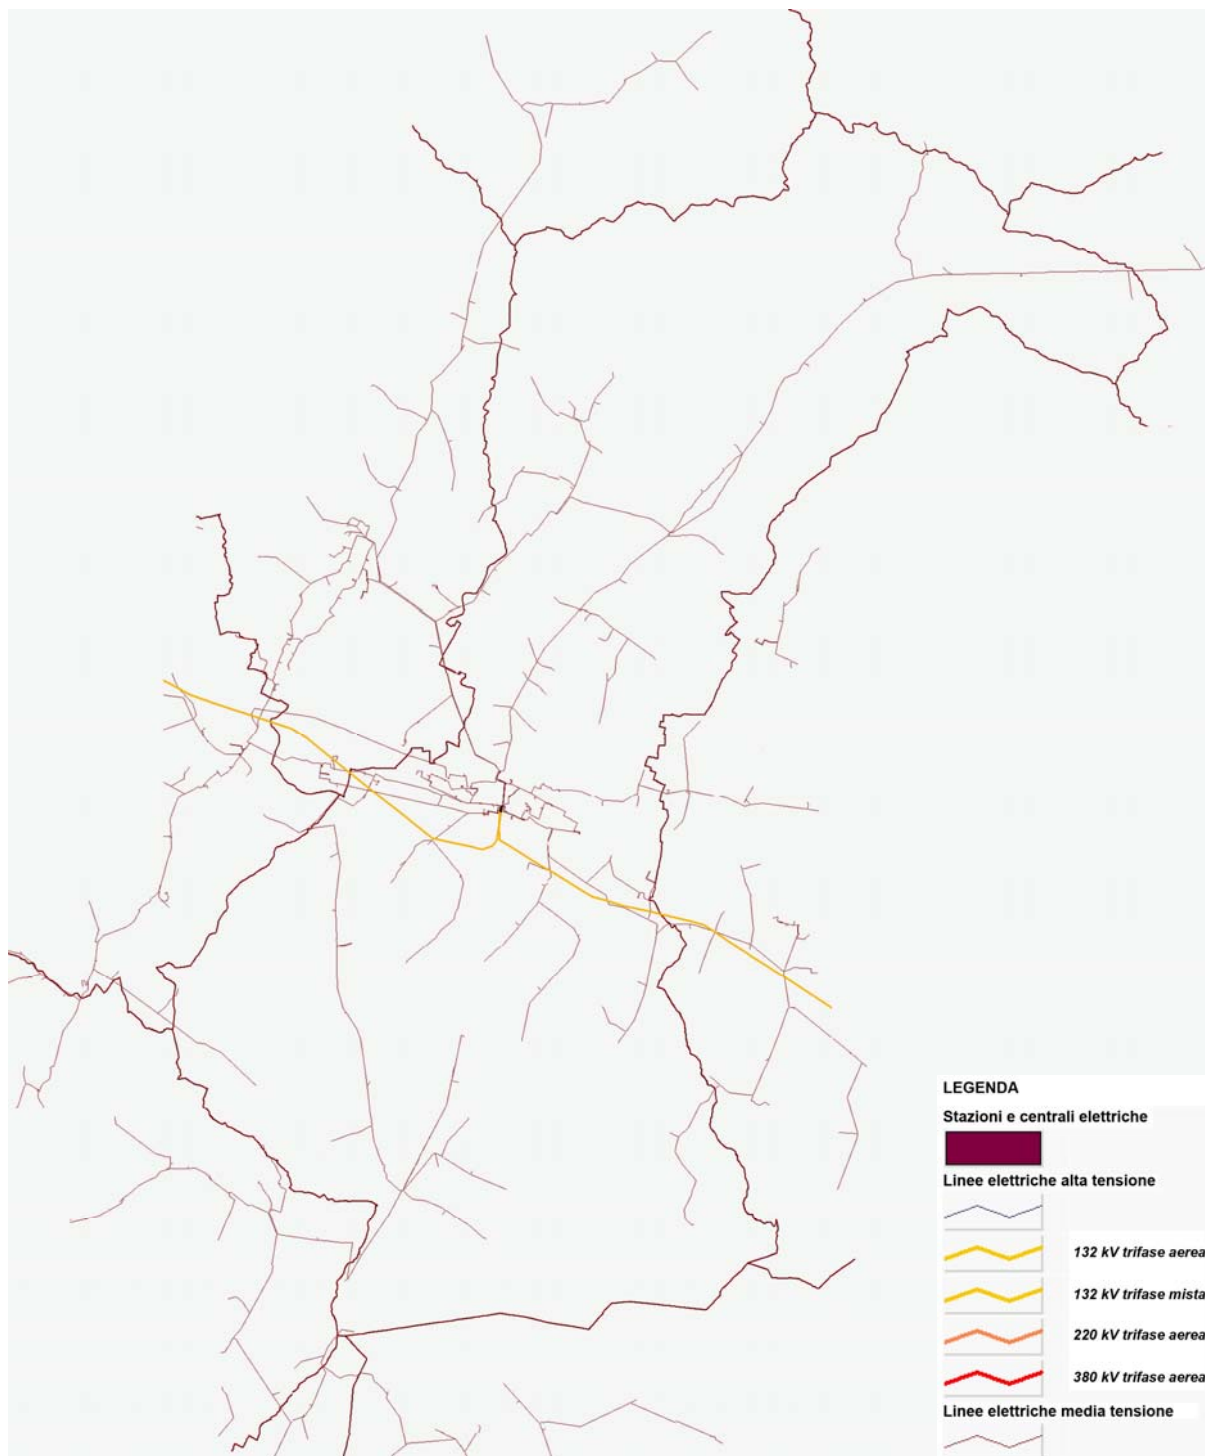 LEGENDA
Stazioni e centrali elettriche
Linee elettriche alta tensione
132 kV trifase aerea
132 kV trifase mista
220 kV trifase aerea
380 kV trifase aerea
Linee elettriche media tensione